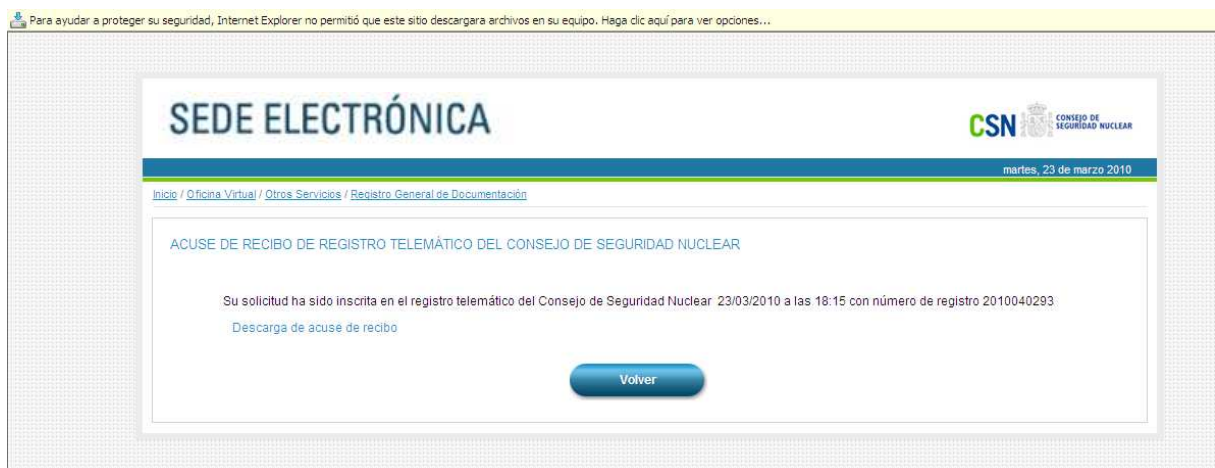 Para ayudar a proteger su seguridad, Internet Explorer no permitió que este sitio descargara archivos en su equipo. Haga clic aquí para ver opciones...
SEDE ELECTRÓNICA
CSN CONSEJO DE
SEGURIDAD NUCLEAR
martes, 23 de marzo 2010
Inicio / Oficina Virtual / Otros Servicios / Registro General de Documentación
ACUSE DE RECIBO DE REGISTRO TELEMÁTICO DEL CONSEJO DE SEGURIDAD NUCLEAR
Su solicitud ha sido inscrita en el registro telemático del Consejo de Seguridad Nuclear 23/03/2010 a las 18:15 con número de registro 2010040293
Descarga de acuse de recibo
Volver